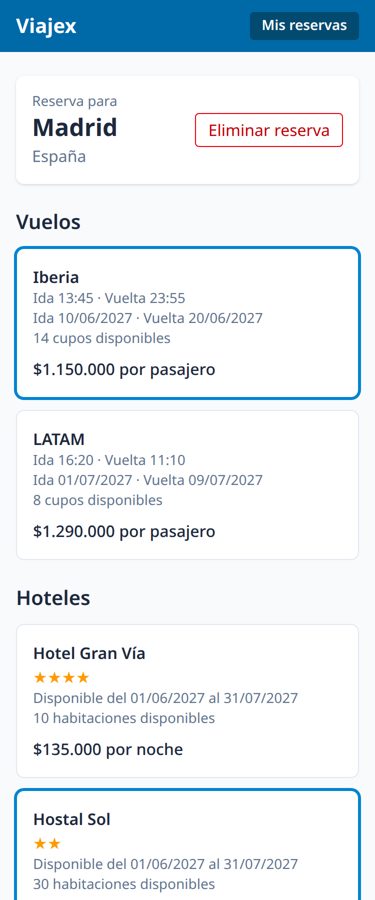 Viajex
Mis reservas
Reserva para
Madrid
España
Eliminar reserva
Vuelos
Iberia
Ida 13:45 · Vuelta 23:55
Ida 10/06/2027 · Vuelta 20/06/2027
14 cupos disponibles
$1.150.000 por pasajero
LATAM
Ida 16:20 · Vuelta 11:10
Ida 01/07/2027 · Vuelta 09/07/2027
8 cupos disponibles
$1.290.000 por pasajero
Hoteles
Hotel Gran Vía
★★★★
Disponible del 01/06/2027 al 31/07/2027
10 habitaciones disponibles
$135.000 por noche
Hostal Sol
★★
Disponible del 01/06/2027 al 31/07/2027
30 habitaciones disponibles